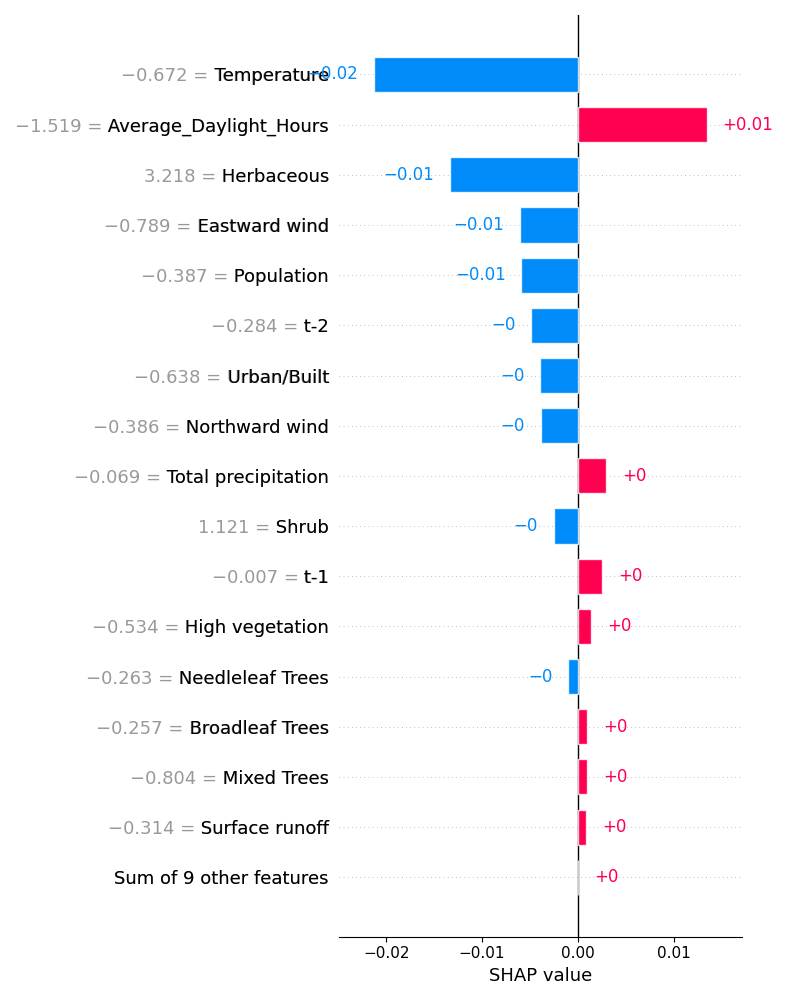 −0.672 = Temperature −0.02
−1.519 = Average_Daylight_Hours +0.01
3.218 = Herbaceous −0.01
−0.789 = Eastward wind −0.01
−0.387 = Population −0.01
−0.284 = t-2 −0
−0.638 = Urban/Built −0
−0.386 = Northward wind −0
−0.069 = Total precipitation +0
1.121 = Shrub −0
−0.007 = t-1 +0
−0.534 = High vegetation +0
−0.263 = Needleleaf Trees −0
−0.257 = Broadleaf Trees +0
−0.804 = Mixed Trees +0
−0.314 = Surface runoff +0
Sum of 9 other features +0
−0.02 −0.01 0.00 0.01
SHAP value